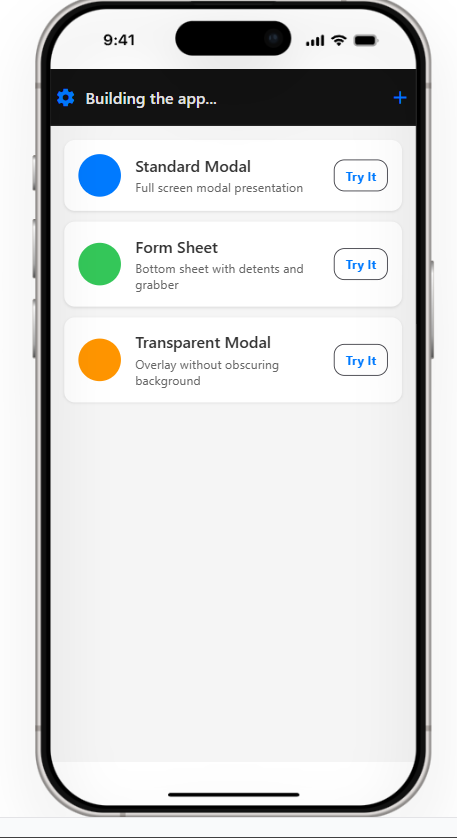 9:41
Building the app...
+
Standard Modal
Full screen modal presentation
Try It
Form Sheet
Bottom sheet with detents and
grabber
Try It
Transparent Modal
Overlay without obscuring
background
Try It